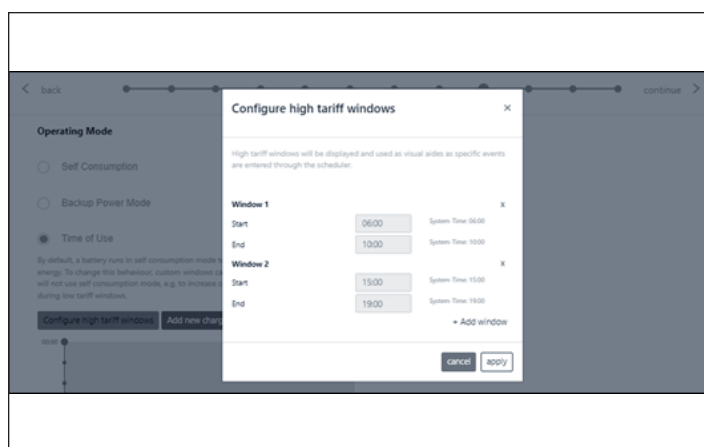 back
continue
Operating Mode
Self Consumption
Backup Power Mode
Time of Use
By default, a battery runs in self consumption mode t
energy. To change this behaviour, custom windows ca
will not use self consumption mode, e.g. to increase c
during low tariff windows.
Configure high tariff windows
Add new charg
00:00
Configure high tariff windows ×
High tariff windows will be displayed and used as visual aides as specific events
are entered through the scheduler.
Window 1 x
Start 06:00 System-Time: 06:00
End 10:00 System-Time: 10:00
Window 2 x
Start 15:00 System-Time: 15:00
End 19:00 System-Time: 19:00
+ Add window
cancel apply